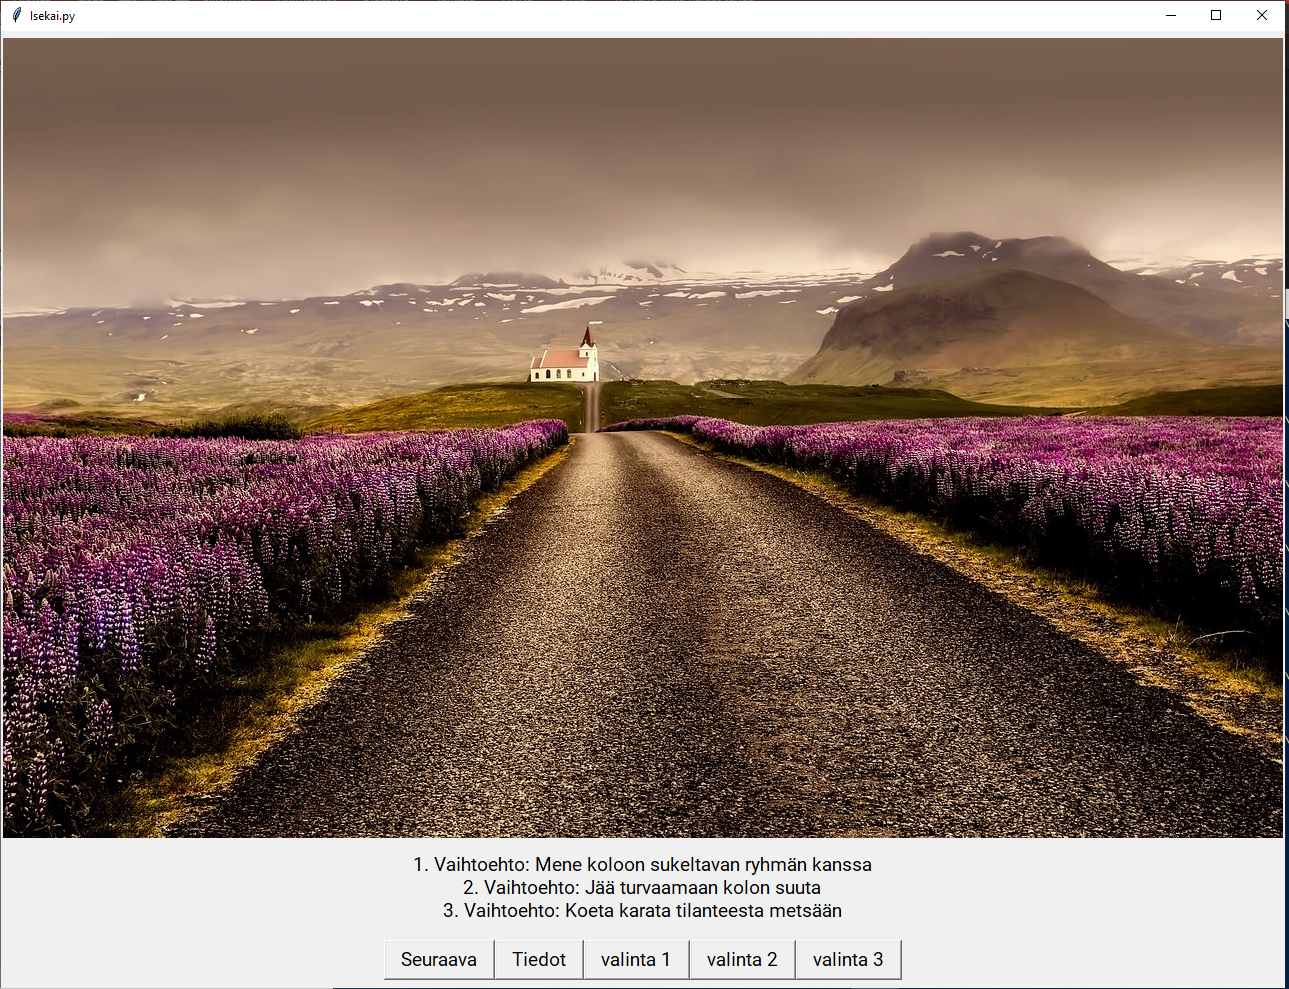 Isekai.py
1. Vaihtoehto: Mene koloon sukeltavan ryhmän kanssa
2. Vaihtoehto: Jää turvaamaan kolon suuta
3. Vaihtoehto: Koeta karata tilanteesta metsään
Seuraava Tiedot valinta 1 valinta 2 valinta 3